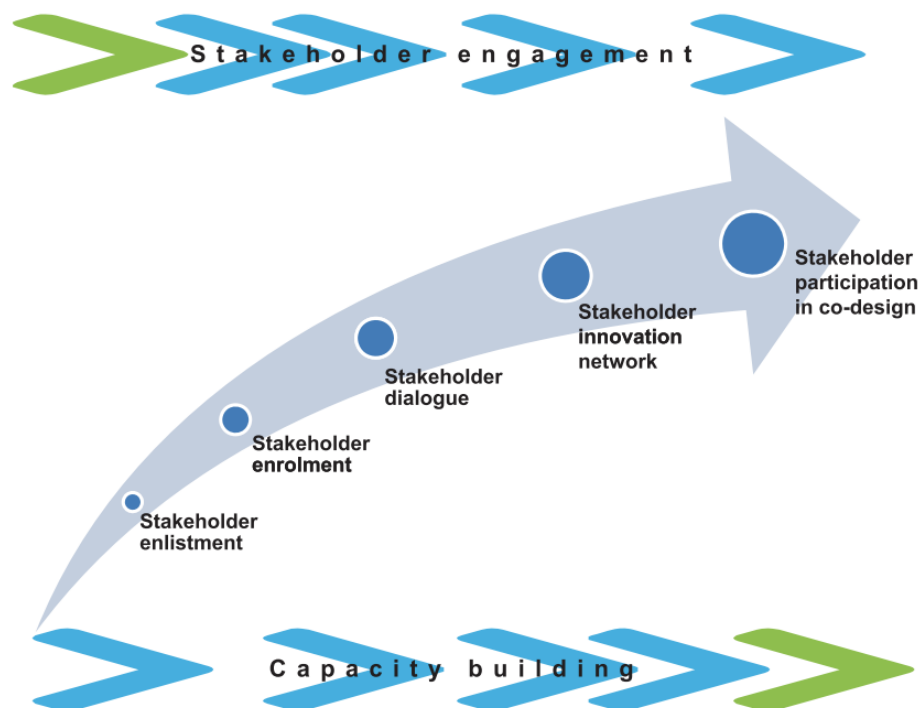 Stakeholder engagement
Stakeholder
participation
in co-design
Stakeholder
innovation
network
Stakeholder
dialogue
Stakeholder
enrolment
Stakeholder
enlistment
Capacity building